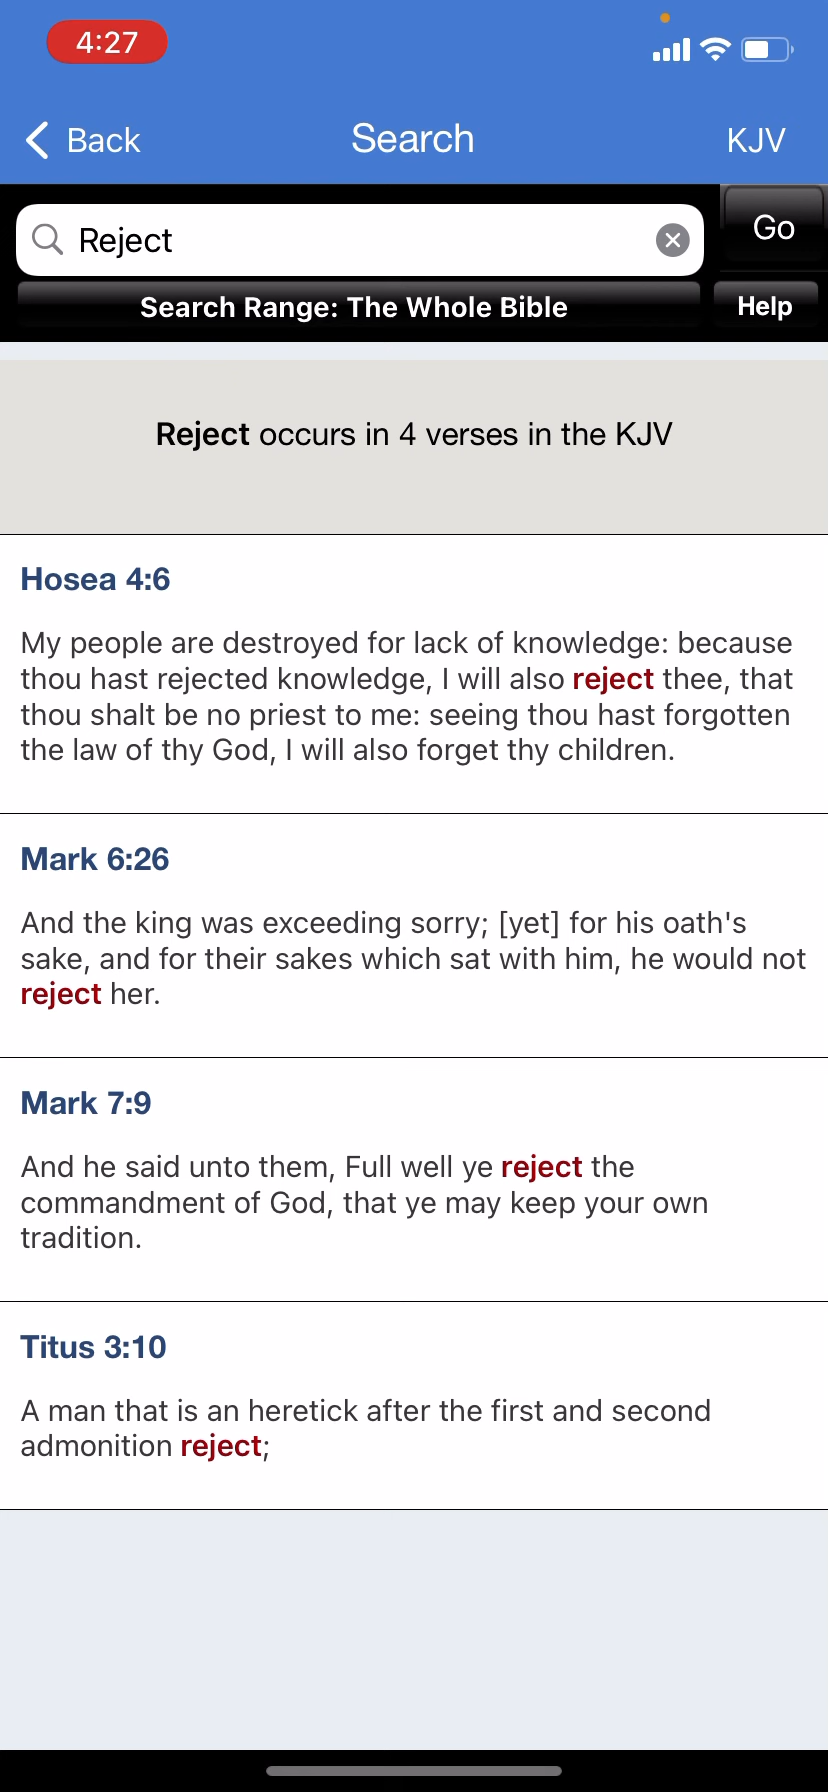 4:27
Back
Search
KJV
Reject
Go
Search Range: The Whole Bible
Help
Reject occurs in 4 verses in the KJV
Hosea 4:6
My people are destroyed for lack of knowledge: because
thou hast rejected knowledge, I will also reject thee, that
thou shalt be no priest to me: seeing thou hast forgotten
the law of thy God, I will also forget thy children.
Mark 6:26
And the king was exceeding sorry; [yet] for his oath's
sake, and for their sakes which sat with him, he would not
reject her.
Mark 7:9
And he said unto them, Full well ye reject the
commandment of God, that ye may keep your own
tradition.
Titus 3:10
A man that is an heretick after the first and second
admonition reject;